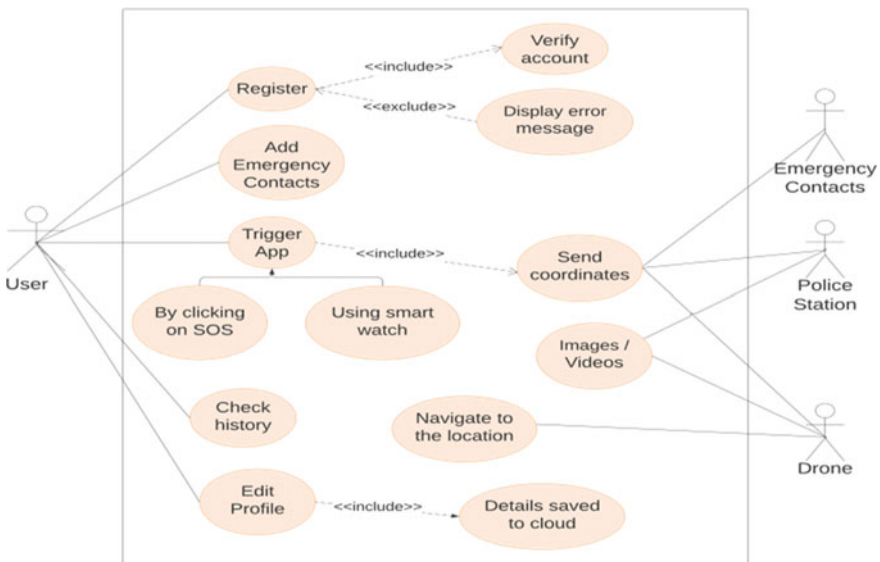 Verify
account
<<include>>
Register
<<exclude>>
Display error
message
Add
Emergency
Contacts
Emergency
Contacts
Trigger
App
<<include>>
Send
coordinates
User
Police
Station
By clicking
on SOS
Using smart
watch
Images /
Videos
Check
history
Navigate to
the location
Drone
Edit
Profile
<<include>>
Details saved
to cloud